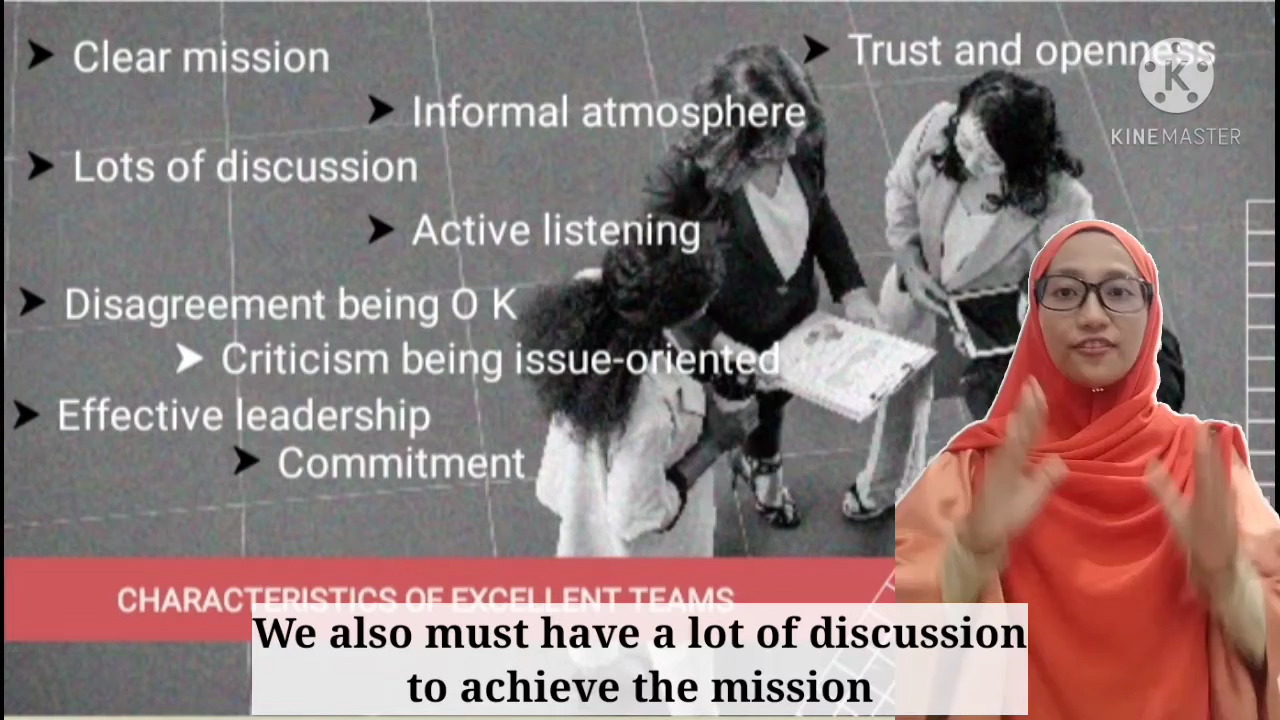 Clear mission
Trust and openness
Informal atmosphere
Lots of discussion
Active listening
Disagreement being O K
Criticism being issue-oriented
Effective leadership
Commitment
CHARACTERISTICS OF EXCELLENT TEAMS
We also must have a lot of discussion
to achieve the mission
K
KINEMASTER